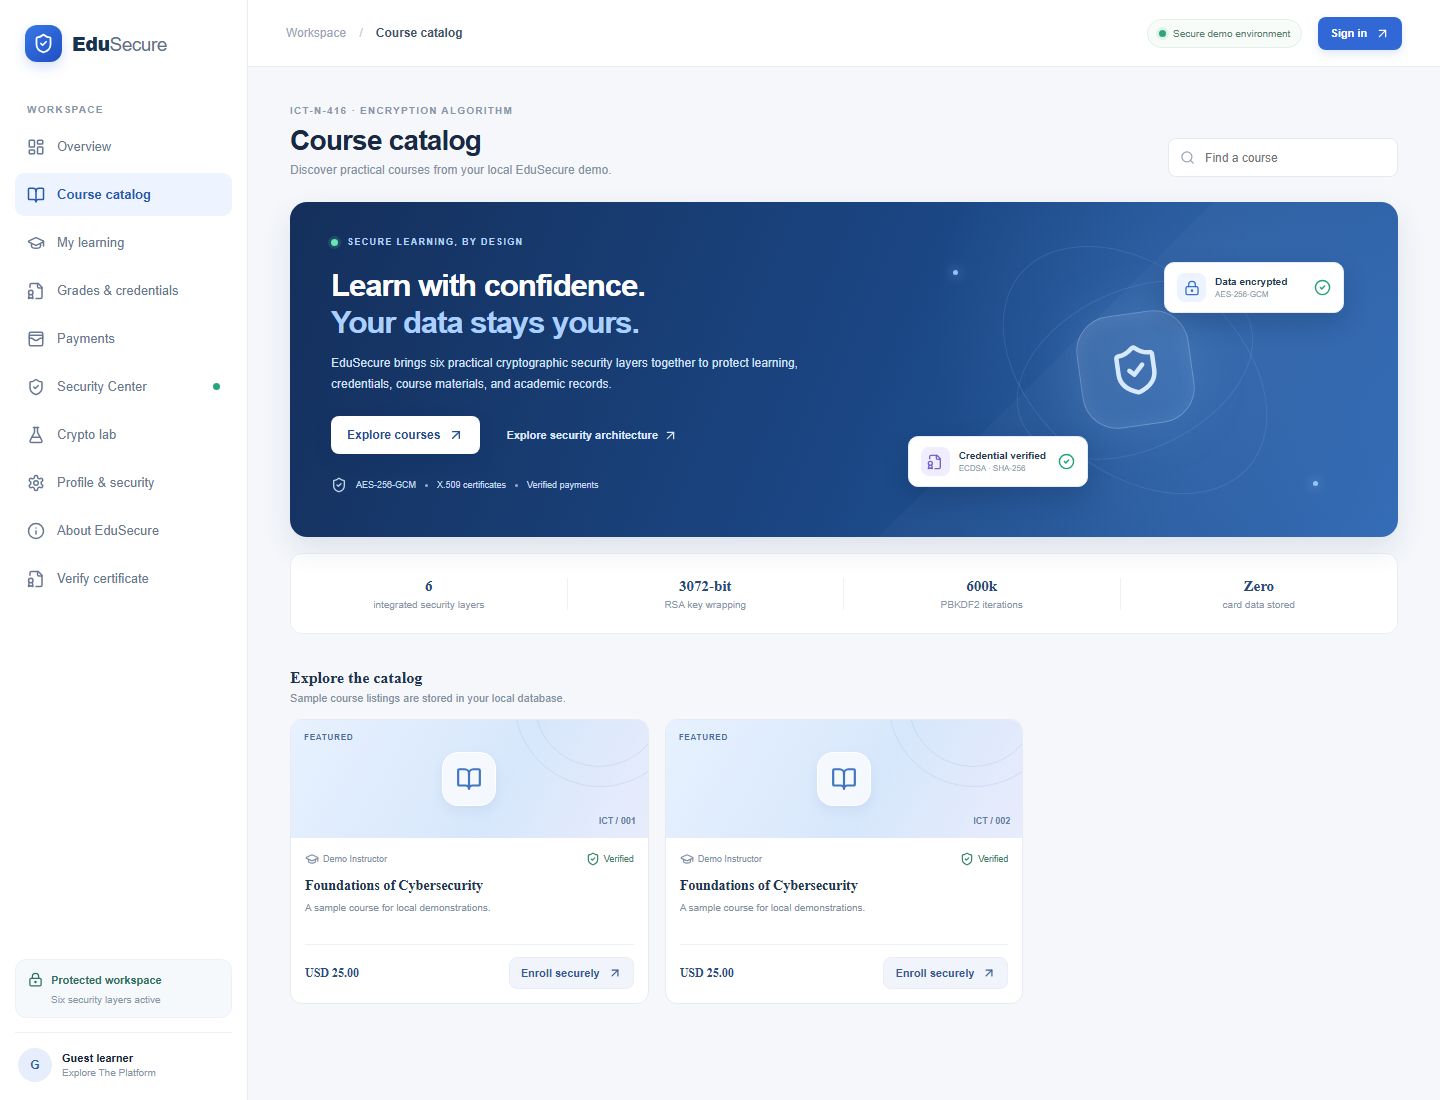 EduSecure
Workspace / Course catalog
Secure demo environment
Sign in
WORKSPACE
Overview
Course catalog
My learning
Grades & credentials
Payments
Security Center
Crypto lab
Profile & security
About EduSecure
Verify certificate
Protected workspace
Six security layers active
G
Guest learner
Explore The Platform
ICT-N-416 · ENCRYPTION ALGORITHM
Course catalog
Discover practical courses from your local EduSecure demo.
Find a course
SECURE LEARNING, BY DESIGN
Learn with confidence.
Your data stays yours.
EduSecure brings six practical cryptographic security layers together to protect learning,
credentials, course materials, and academic records.
Explore courses
Explore security architecture
AES-256-GCM • X.509 certificates • Verified payments
Data encrypted
AES-256-GCM
Credential verified
ECDSA · SHA-256
6
integrated security layers
3072-bit
RSA key wrapping
600k
PBKDF2 iterations
Zero
card data stored
Explore the catalog
Sample course listings are stored in your local database.
FEATURED
ICT / 001
Demo Instructor
Verified
Foundations of Cybersecurity
A sample course for local demonstrations.
USD 25.00
Enroll securely
FEATURED
ICT / 002
Demo Instructor
Verified
Foundations of Cybersecurity
A sample course for local demonstrations.
USD 25.00
Enroll securely